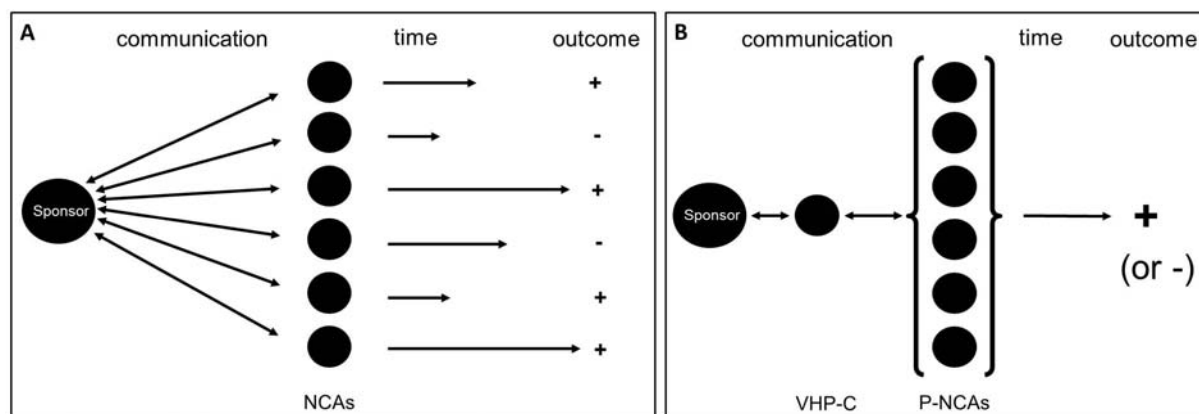 A
communication time outcome
+
-
+
Sponsor
-
+
+
NCAs
B
communication time outcome
Sponsor
+
(or -)
VHP-C P-NCAs